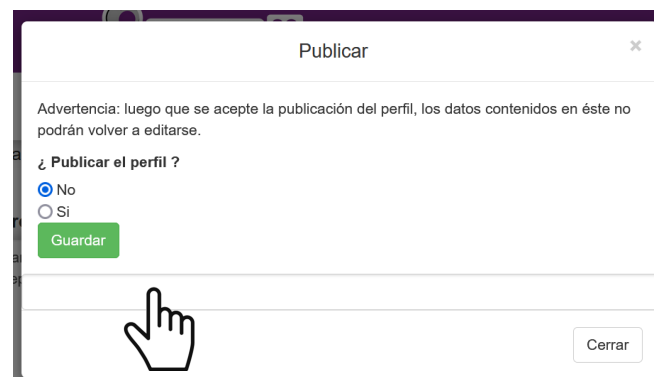 Publicar
×
Advertencia: luego que se acepte la publicación del perfil, los datos contenidos en éste no
podrán volver a editarse.
¿ Publicar el perfil ?
No
Si
Guardar
Cerrar